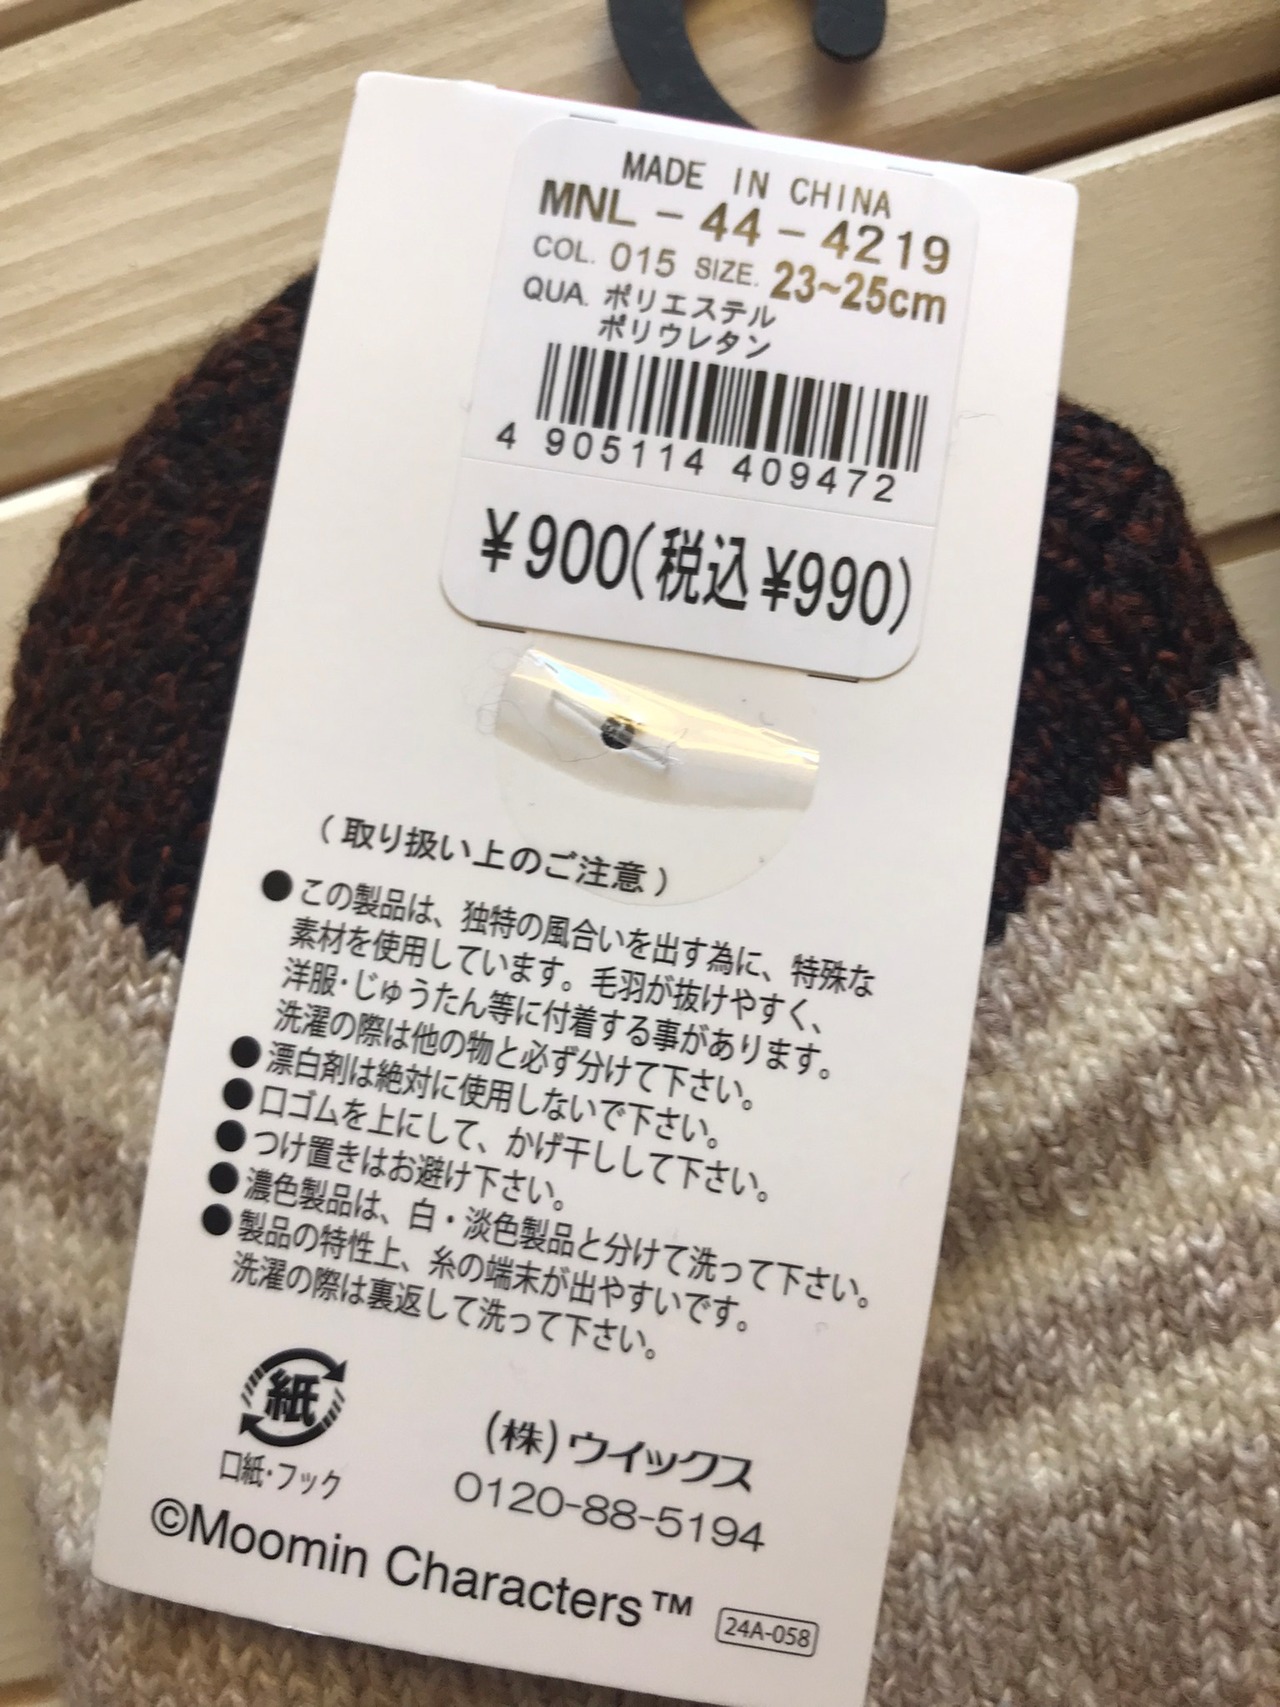 MADE IN CHINA
MNL-44-4219
COL. 015 SIZE. 23~25cm
QUA. ポリエステル
ポリウレタン
4 905114 409472
¥900(税込¥990)
(取り扱い上のご注意)
●この製品は、独特の風合いを出す為に、特殊な
素材を使用しています。毛羽が抜けやすく、
洋服・じゅうたん等に付着する事があります。
洗濯の際は他の物と必ず分けて下さい。
●漂白剤は絶対に使用しないで下さい。
●口ゴムを上にして、かげ干しして下さい。
●つけ置きはお避け下さい。
●濃色製品は、白・淡色製品と分けて洗って下さい。
●製品の特性上、糸の端末が出やすいです。
洗濯の際は裏返して洗って下さい。
紙
口紙・フック
(株)ウイックス
0120-88-5194
©Moomin Characters™
24A-058